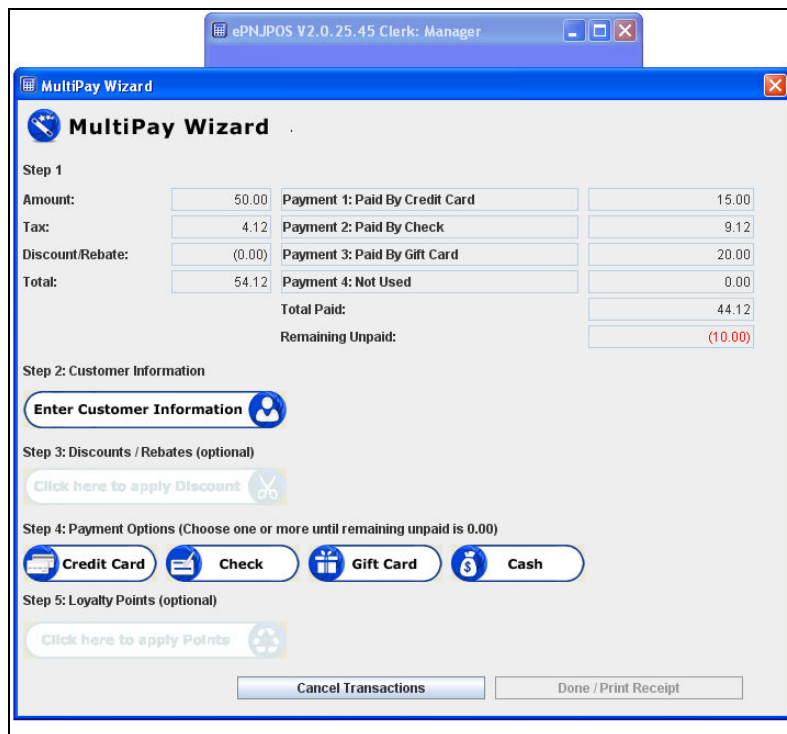 ePNJPOS V2.0.25.45 Clerk: Manager
MultiPay Wizard
MultiPay Wizard
Step 1
Amount: 50.00 Payment 1: Paid By Credit Card 15.00
Tax: 4.12 Payment 2: Paid By Check 9.12
Discount/Rebate: (0.00) Payment 3: Paid By Gift Card 20.00
Total: 54.12 Payment 4: Not Used 0.00
Total Paid: 44.12
Remaining Unpaid: (10.00)
Step 2: Customer Information
Enter Customer Information
Step 3: Discounts / Rebates (optional)
Click here to apply Discount
Step 4: Payment Options (Choose one or more until remaining unpaid is 0.00)
Credit Card Check Gift Card Cash
Step 5: Loyalty Points (optional)
Click here to apply Points
Cancel Transactions Done / Print Receipt